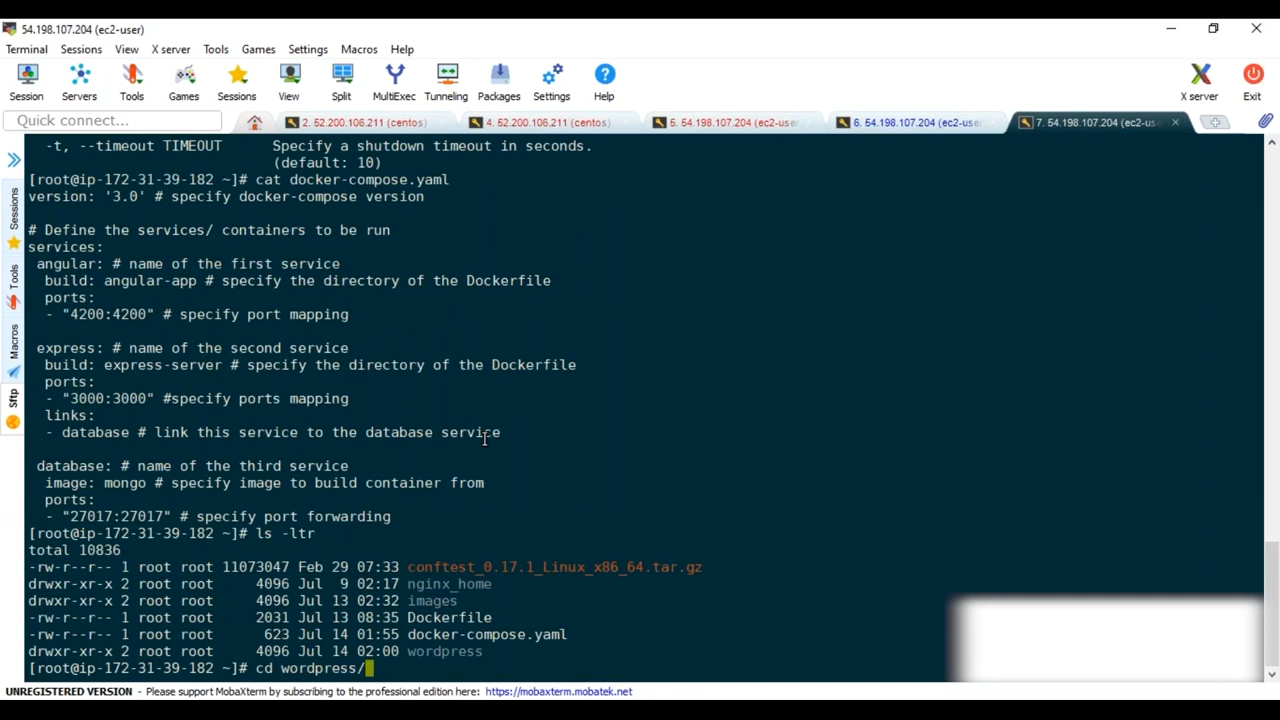 54.198.107.204 (ec2-user)
Terminal Sessions View X server Tools Games Settings Macros Help
Session Servers Tools Games Sessions View Split MultiExec Tunneling Packages Settings Help X server Exit
Quick connect... 2. 52.200.106.211 (centos) 4. 52.200.106.211 (centos) 5. 54.198.107.204 (ec2-use 6. 54.198.107.204 (ec2-use 7. 54.198.107.204 (ec2-us
Sessions
Tools
Macros
Sftp
-t, --timeout TIMEOUT Specify a shutdown timeout in seconds.
(default: 10)
[root@ip-172-31-39-182 ~]# cat docker-compose.yaml
version: '3.0' # specify docker-compose version
# Define the services/ containers to be run
services:
angular: # name of the first service
build: angular-app # specify the directory of the Dockerfile
ports:
- "4200:4200" # specify port mapping
express: # name of the second service
build: express-server # specify the directory of the Dockerfile
ports:
- "3000:3000" #specify ports mapping
links:
- database # link this service to the database service
database: # name of the third service
image: mongo # specify image to build container from
ports:
- "27017:27017" # specify port forwarding
[root@ip-172-31-39-182 ~]# ls -ltr
total 10836
-rw-r--r-- 1 root root 11073047 Feb 29 07:33 conftest_0.17.1_Linux_x86_64.tar.gz
drwxr-xr-x 2 root root 4096 Jul 9 02:17 nginx_home
drwxr-xr-x 2 root root 4096 Jul 13 02:32 images
-rw-r--r-- 1 root root 2031 Jul 13 08:35 Dockerfile
-rw-r--r-- 1 root root 623 Jul 14 01:55 docker-compose.yaml
drwxr-xr-x 2 root root 4096 Jul 14 02:00 wordpress
[root@ip-172-31-39-182 ~]# cd wordpress/
UNREGISTERED VERSION - Please support MobaXterm by subscribing to the professional edition here: https://mobaxterm.mobatek.net